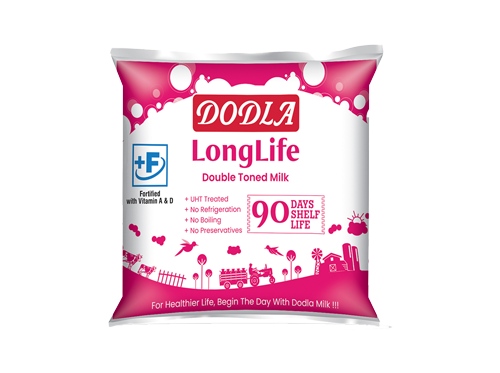 DODLA
LongLife
Double Toned Milk
+F
Fortified
with Vitamin A & D
+ UHT Treated
+ No Refrigeration
+ No Boiling
+ No Preservatives
90 DAYS
SHELF
LIFE
For Healthier Life, Begin The Day With Dodla Milk !!!